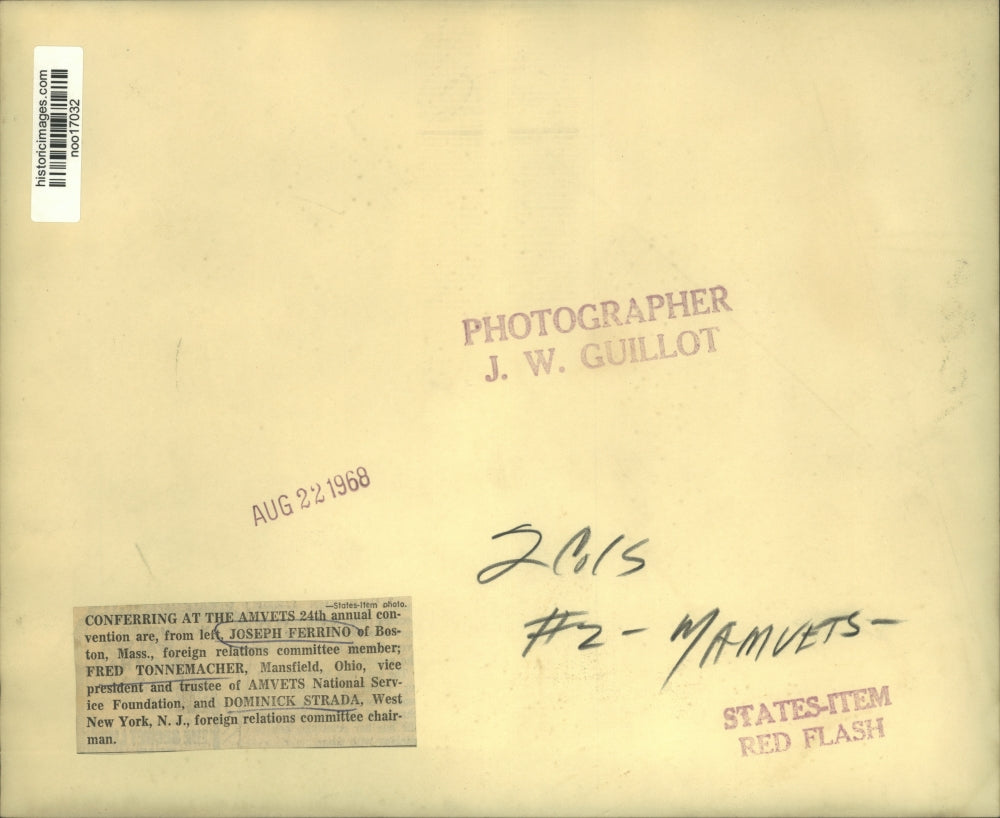 historicimages.com
noo17032
PHOTOGRAPHER
J. W. GUILLOT
AUG 22 1968
2 Cols
#2 - AMVETS-
STATES-ITEM
RED FLASH
—States-Item photo.
CONFERRING AT THE AMVETS 24th annual con-
vention are, from left, JOSEPH FERRINO of Bos-
ton, Mass., foreign relations committee member;
FRED TONNEMACHER, Mansfield, Ohio, vice
president and trustee of AMVETS National Serv-
iee Foundation, and DOMINICK STRADA, West
New York, N. J., foreign relations committee chair-
man.